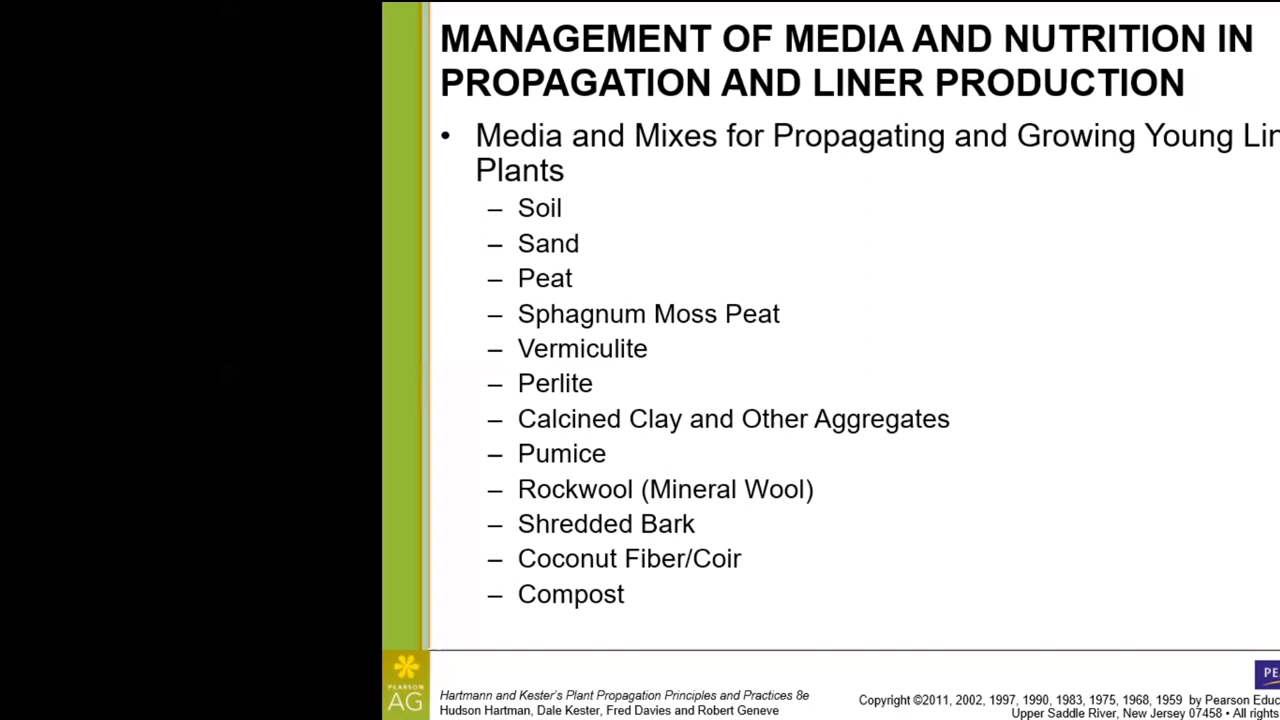 MANAGEMENT OF MEDIA AND NUTRITION IN
PROPAGATION AND LINER PRODUCTION
• Media and Mixes for Propagating and Growing Young
Plants
– Soil
– Sand
– Peat
– Sphagnum Moss Peat
– Vermiculite
– Perlite
– Calcined Clay and Other Aggregates
– Pumice
– Rockwool (Mineral Wool)
– Shredded Bark
– Coconut Fiber/Coir
– Compost
PEARSON
AG
Hartmann and Kester's Plant Propagation Principles and Practices 8e
Hudson Hartman, Dale Kester, Fred Davies and Robert Geneve
Copyright ©2011, 2002, 1997, 1990, 1983, 1975, 1968, 1959 by Pearson
Upper Saddle River, New Jersey 07458 • All rights